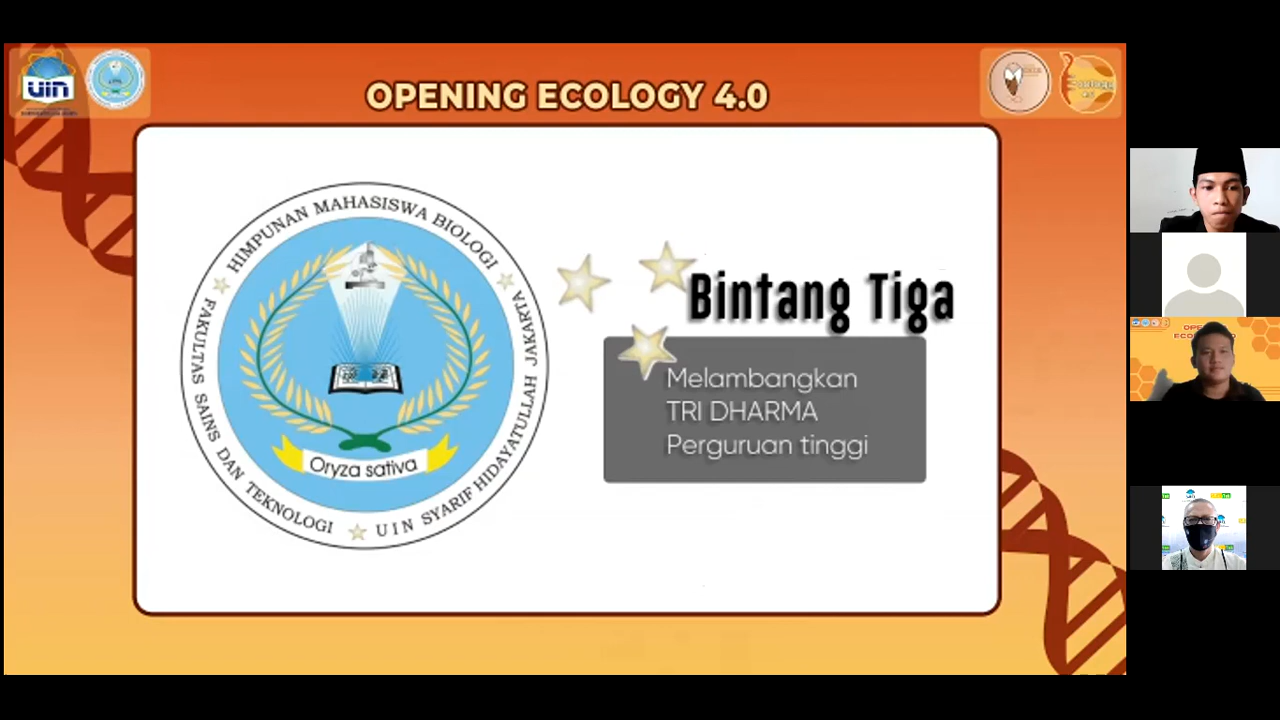 uin
OPENING ECOLOGY 4.0
HIMPUNAN MAHASISWA BIOLOGI
FAKULTAS SAINS DAN TEKNOLOGI
UIN SYARIF HIDAYATULLAH JAKARTA
Oryza sativa
Bintang Tiga
Melambangkan
TRI DHARMA
Perguruan tinggi